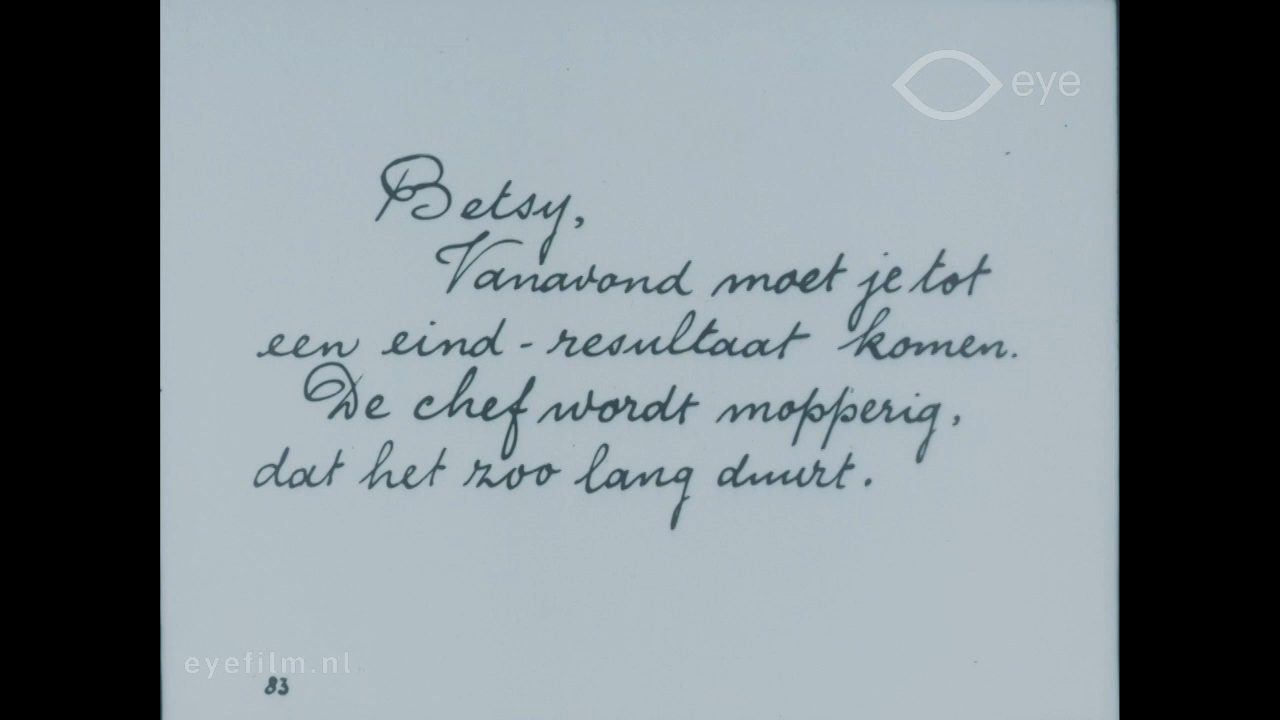 eye
Betsy,
Vanavond moet je tot
een eind-resultaat komen.
De chef wordt mopperig,
dat het zoo lang duurt.
eyefilm.nl
83